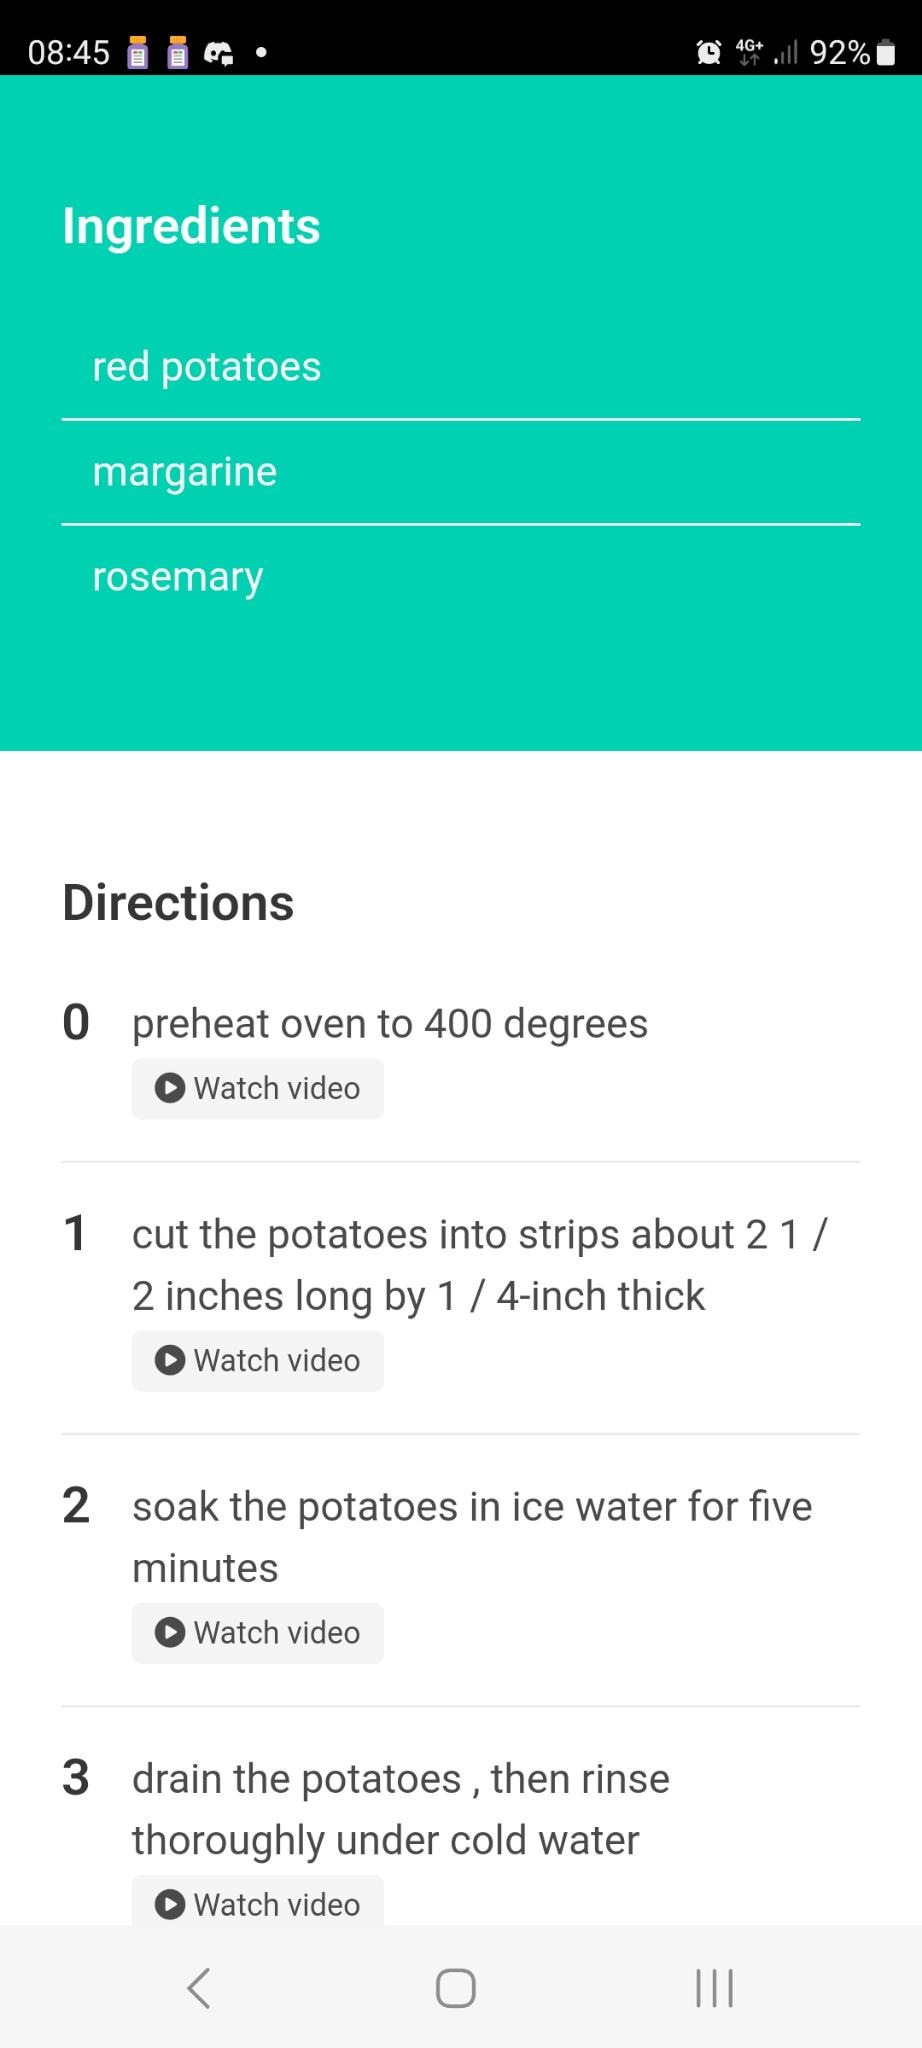 08:45
4G+ 92%
Ingredients
red potatoes
margarine
rosemary
Directions
0 preheat oven to 400 degrees
Watch video
1 cut the potatoes into strips about 2 1 /
2 inches long by 1 / 4-inch thick
Watch video
2 soak the potatoes in ice water for five
minutes
Watch video
3 drain the potatoes , then rinse
thoroughly under cold water
Watch video